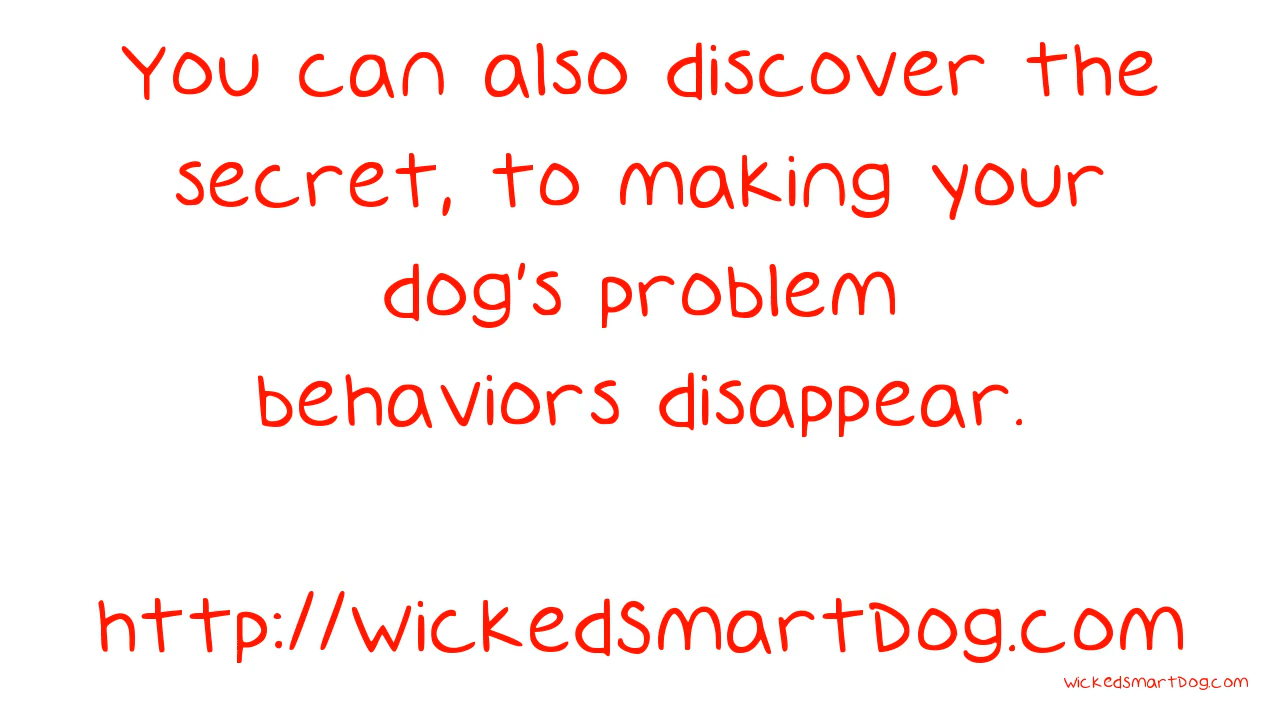 You can also discover the
secret, to making your
dog's problem
behaviors disappear.
http://WickedSmartDog.com
WickedSmartDog.com